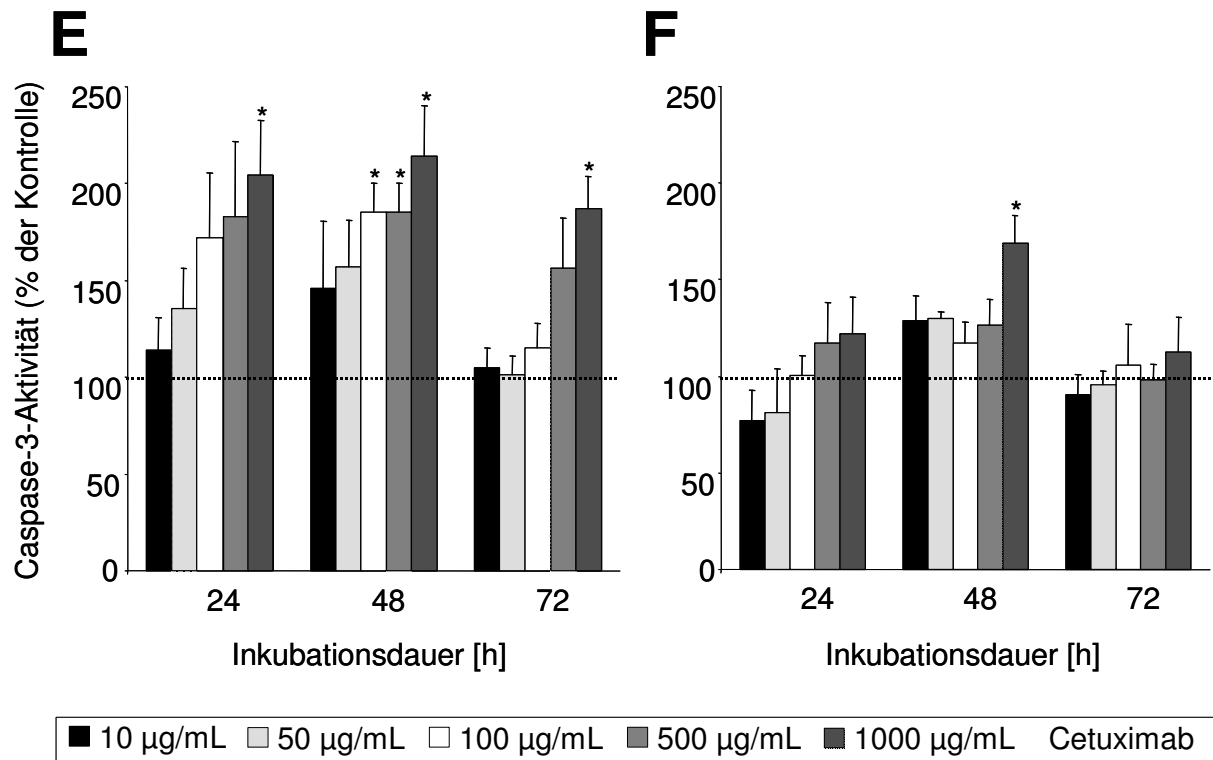 E
F
Caspase-3-Aktivität (% der Kontrolle)
250
200
150
100
50
0
* * * * *
24 48 72
Inkubationsdauer [h]
250
200
150
100
50
0
*
24 48 72
Inkubationsdauer [h]
10 µg/mL 50 µg/mL 100 µg/mL 500 µg/mL 1000 µg/mL Cetuximab